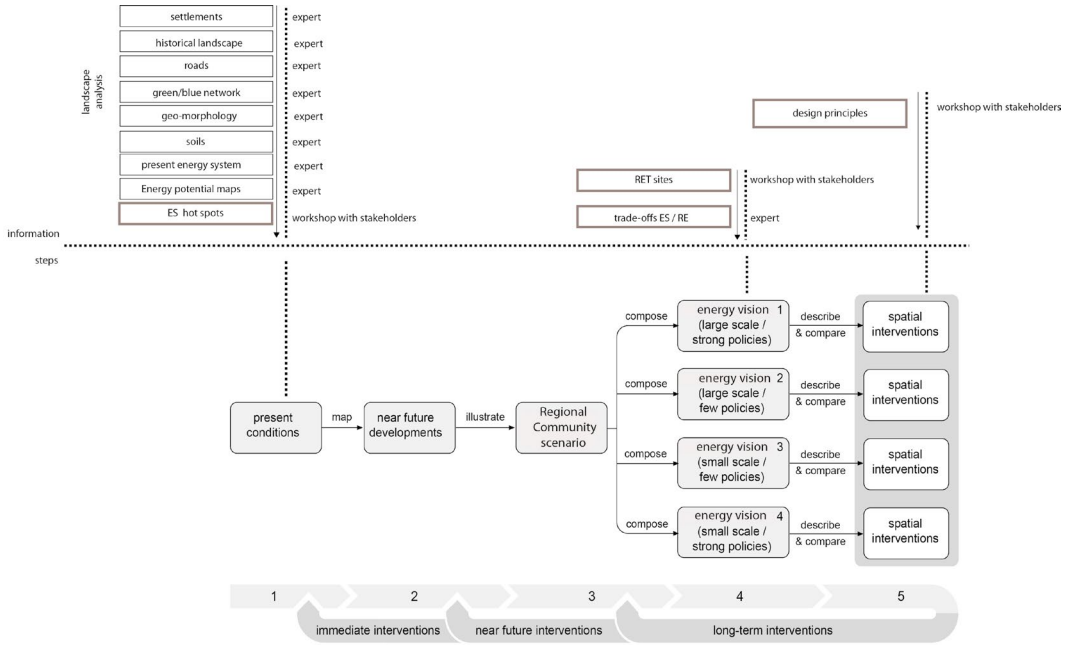 settlements
expert
historical landscape
expert
roads
expert
green/blue network
expert
geo-morphology
expert
soils
expert
present energy system
expert
Energy potential maps
expert
ES hot spots
workshop with stakeholders
landscape
analysis
design principles
workshop with stakeholders
RET sites
workshop with stakeholders
trade-offs ES / RE
expert
information
steps
present
conditions
map
near future
developments
illustrate
Regional
Community
scenario
compose
energy vision 1
(large scale /
strong policies)
describe
& compare
spatial
interventions
compose
energy vision 2
(large scale /
few policies)
describe
& compare
spatial
interventions
compose
energy vision 3
(small scale /
few policies)
describe
& compare
spatial
interventions
compose
energy vision 4
(small scale /
strong policies)
describe
& compare
spatial
interventions
1
2
3
4
5
immediate interventions
near future interventions
long-term interventions